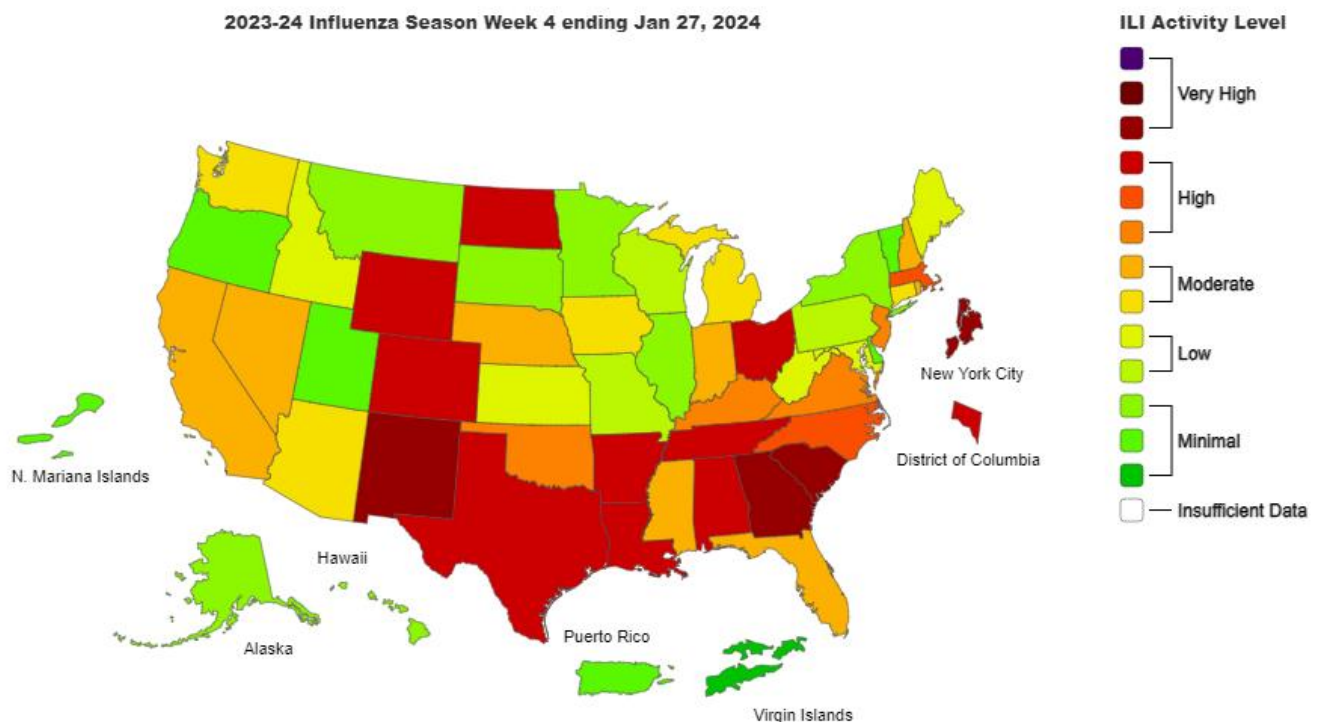 2023-24 Influenza Season Week 4 ending Jan 27, 2024
ILI Activity Level
Very High
High
Moderate
Low
Minimal
Insufficient Data
New York City
District of Columbia
N. Mariana Islands
Hawaii
Alaska
Puerto Rico
Virgin Islands